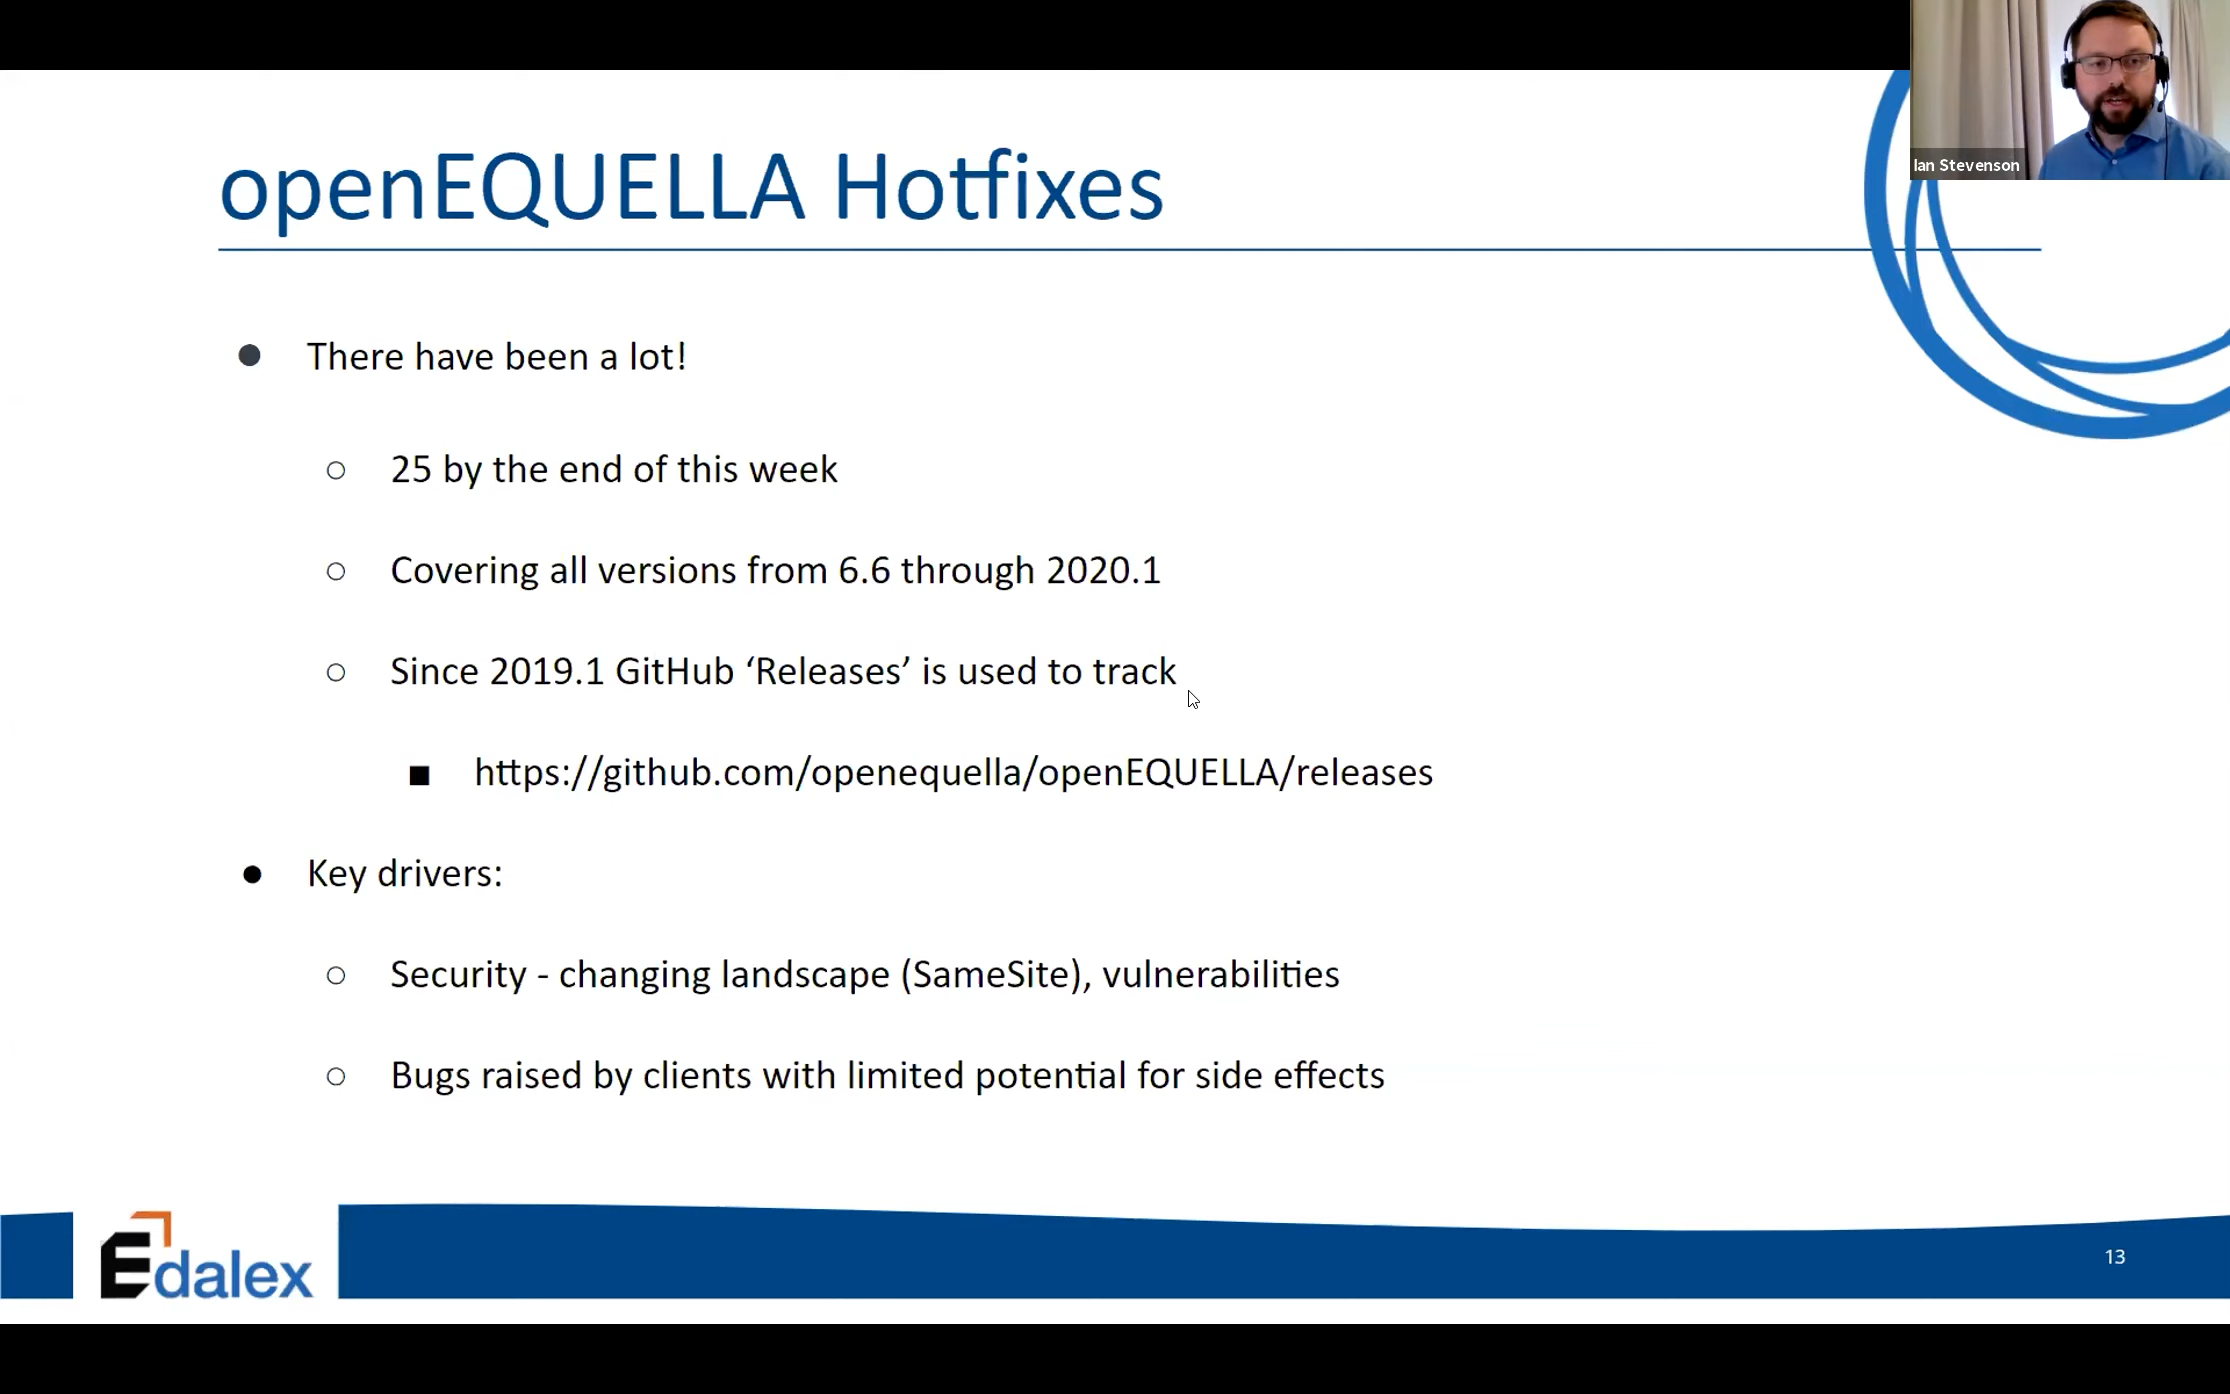 Ian Stevenson
openEQUELLA Hotfixes
● There have been a lot!
○ 25 by the end of this week
○ Covering all versions from 6.6 through 2020.1
○ Since 2019.1 GitHub ‘Releases’ is used to track
■ https://github.com/openequella/openEQUELLA/releases
● Key drivers:
○ Security - changing landscape (SameSite), vulnerabilities
○ Bugs raised by clients with limited potential for side effects
Edalex
13